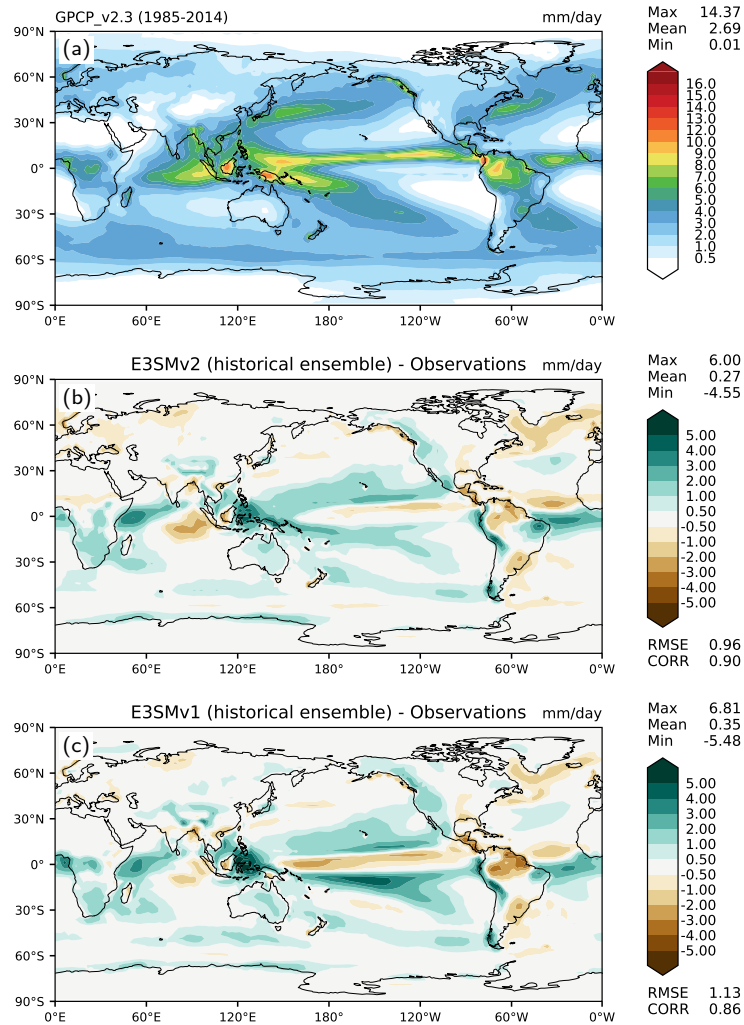 GPCP_v2.3 (1985-2014) mm/day
Max 14.37
Mean 2.69
Min 0.01
(a)
90°N
60°N
30°N
0°
30°S
60°S
90°S
0°E 60°E 120°E 180° 120°W 60°W 0°W
16.0
15.0
14.0
13.0
12.0
11.0
10.0
9.0
8.0
7.0
6.0
5.0
4.0
3.0
2.0
1.0
0.5
E3SMv2 (historical ensemble) - Observations mm/day
Max 6.00
Mean 0.27
Min -4.55
(b)
90°N
60°N
30°N
0°
30°S
60°S
90°S
0°E 60°E 120°E 180° 120°W 60°W 0°W
5.00
4.00
3.00
2.00
1.00
0.50
-0.50
-1.00
-2.00
-3.00
-4.00
-5.00
RMSE 0.96
CORR 0.90
E3SMv1 (historical ensemble) - Observations mm/day
Max 6.81
Mean 0.35
Min -5.48
(c)
90°N
60°N
30°N
0°
30°S
60°S
90°S
0°E 60°E 120°E 180° 120°W 60°W 0°W
5.00
4.00
3.00
2.00
1.00
0.50
-0.50
-1.00
-2.00
-3.00
-4.00
-5.00
RMSE 1.13
CORR 0.86